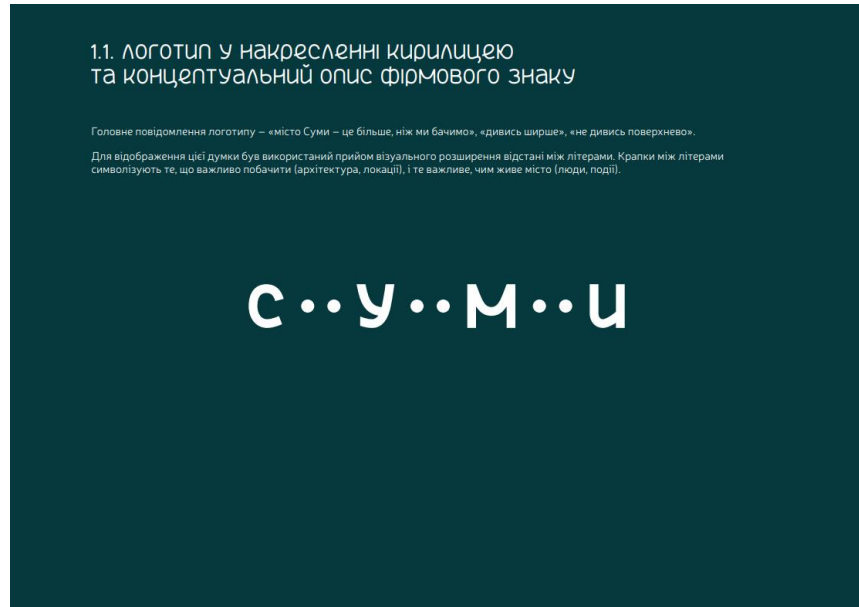 1.1. логотип у накресленні кирилицею
та концептуальний опис фірмового знаку
Головне повідомлення логотипу – «місто Суми – це більше, ніж ми бачимо», «дивись ширше», «не дивись поверхнево».
Для відображення цієї думки був використаний прийом візуального розширення відстані між літерами. Крапки між літерами
символізують те, що важливо побачити (архітектура, локації), і те важливе, чим живе місто (люди, події).
с··у··м··и